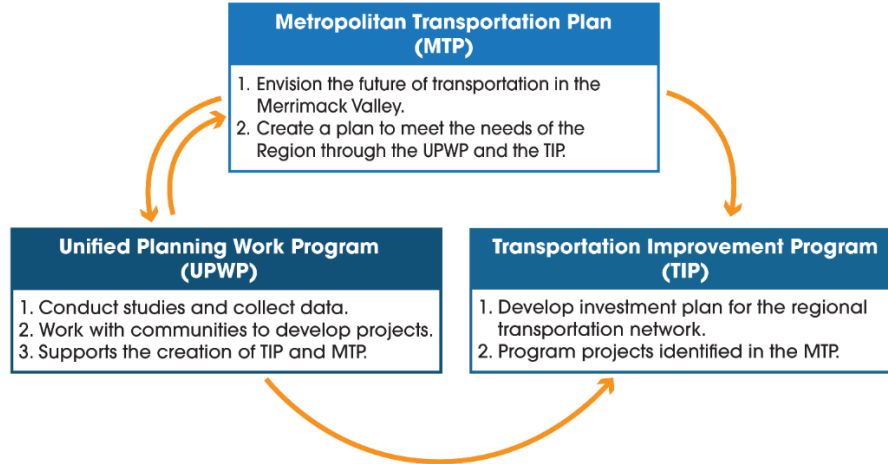 Metropolitan Transportation Plan
(MTP)
1. Envision the future of transportation in the
Merrimack Valley.
2. Create a plan to meet the needs of the
Region through the UPWP and the TIP.
Unified Planning Work Program
(UPWP)
1. Conduct studies and collect data.
2. Work with communities to develop projects.
3. Supports the creation of TIP and MTP.
Transportation Improvement Program
(TIP)
1. Develop investment plan for the regional
transportation network.
2. Program projects identified in the MTP.